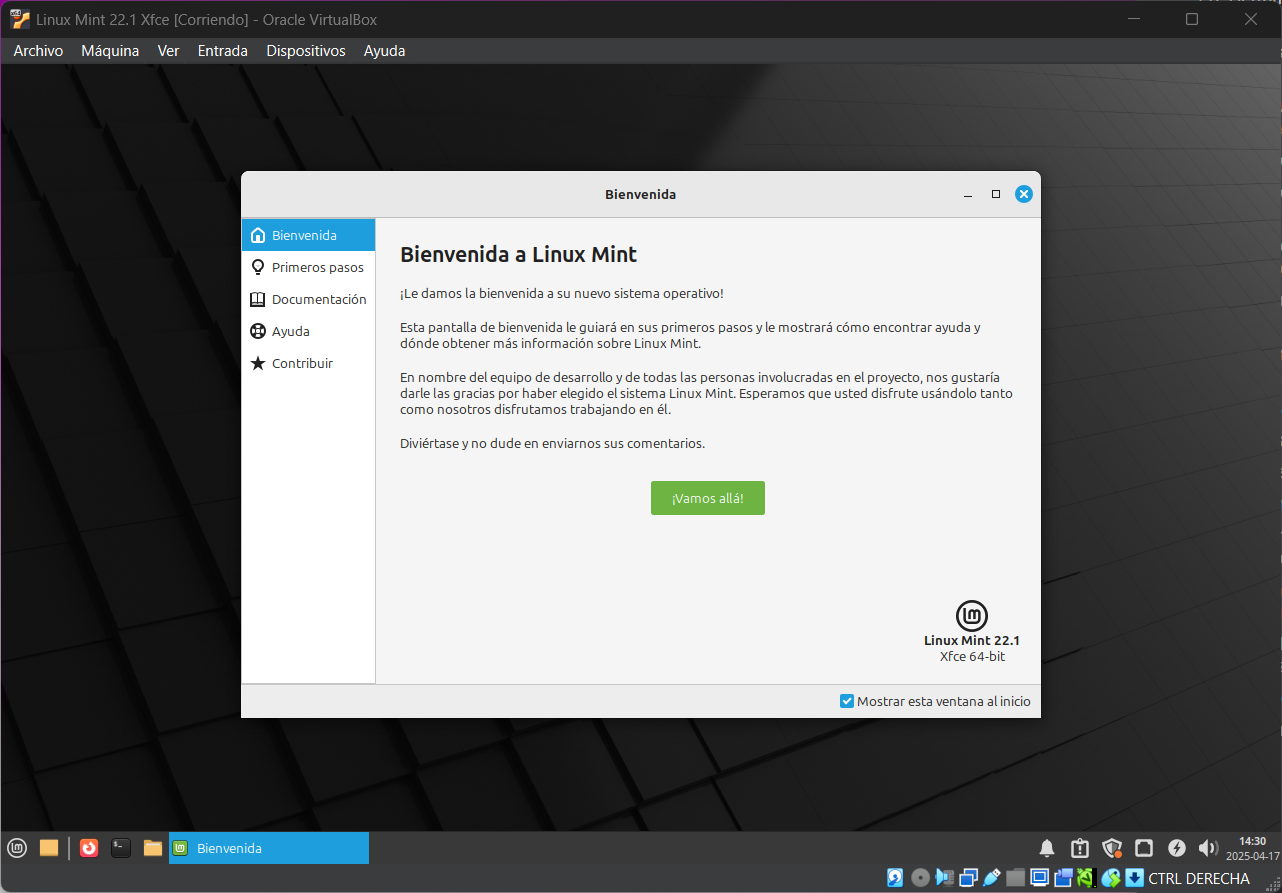 Linux Mint 22.1 Xfce [Corriendo] - Oracle VirtualBox
Archivo Máquina Ver Entrada Dispositivos Ayuda
Bienvenida
Bienvenida
Primeros pasos
Documentación
Ayuda
Contribuir
Bienvenida a Linux Mint
¡Le damos la bienvenida a su nuevo sistema operativo!
Esta pantalla de bienvenida le guiará en sus primeros pasos y le mostrará cómo encontrar ayuda y
dónde obtener más información sobre Linux Mint.
En nombre del equipo de desarrollo y de todas las personas involucradas en el proyecto, nos gustaría
darle las gracias por haber elegido el sistema Linux Mint. Esperamos que usted disfrute usándolo tanto
como nosotros disfrutamos trabajando en él.
Diviértase y no dude en enviarnos sus comentarios.
¡Vamos allá!
Linux Mint 22.1
Xfce 64-bit
Mostrar esta ventana al inicio
Bienvenida
14:30
2025-04-17
CTRL DERECHA